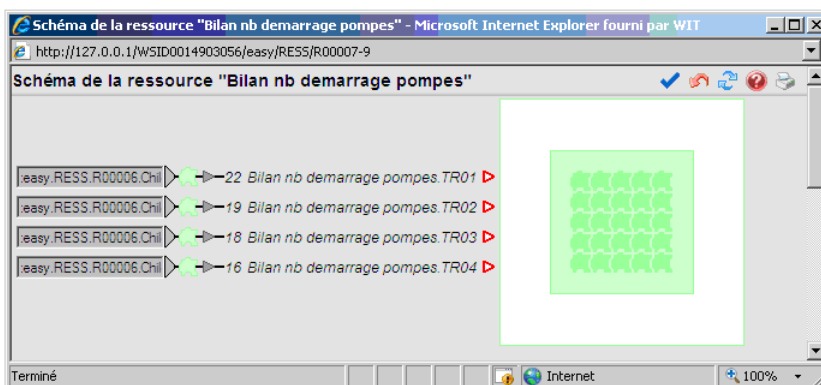 Schéma de la ressource "Bilan nb demarrage pompes" - Microsoft Internet Explorer fourni par WIT
http://127.0.0.1/WSID0014903056/easy/RESS/R00007-9
Schéma de la ressource "Bilan nb demarrage pompes"
:easy.RESS.R00006.Chil 22 Bilan nb demarrage pompes.TR01
:easy.RESS.R00006.Chil 19 Bilan nb demarrage pompes.TR02
:easy.RESS.R00006.Chil 18 Bilan nb demarrage pompes.TR03
:easy.RESS.R00006.Chil 16 Bilan nb demarrage pompes.TR04
Terminé Internet 100%